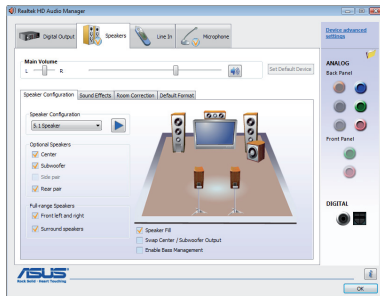 Realtek HD Audio Manager
Digital Output
Speakers
Line In
Microphone
Device advanced settings
Main Volume
L
R
Set Default Device
Speaker Configuration
Sound Effects
Room Correction
Default Format
Speaker Configuration
5.1 Speaker
Optional Speakers
Center
Subwoofer
Side pair
Rear pair
Full-range Speakers
Front left and right
Surround speakers
Speaker Fill
Swap Center / Subwoofer Output
Enable Bass Management
ANALOG
Back Panel
Front Panel
DIGITAL
ASUS
Rock Solid · Heart Touching
i
OK